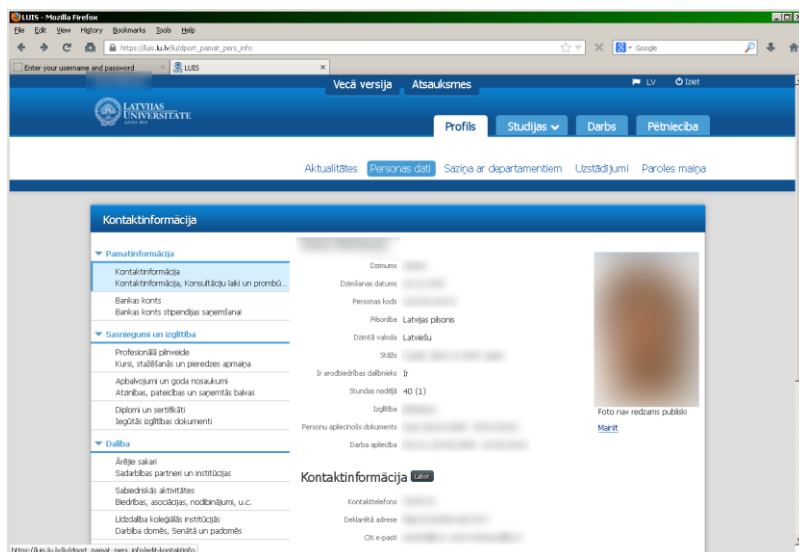 LUIS - Mozilla Firefox
File Edit View History Bookmarks Tools Help
https://luis.lu.lv/lu/dport_pamat_pers_info
Google
Enter your username and password
LUIS
Vecā versija Atsauksmes LV Iziet
LATVIJAS
UNIVERSITĀTE
Profils Studijas Darbs Pētniecība
Aktualitātes Personas dati Saziņa ar departamentiem Uzstādījumi Paroles maiņa
Kontaktinformācija
Pamatinformācija
Kontaktinformācija
Kontaktinformācija, Konsultāciju laiki un prombū...
Bankas konts
Bankas konts stipendijas saņemšanai
Sasniegumi un izglītība
Profesionālā pilnveide
Kursi, stažēšanās un pieredzes apmaiņa
Apbalvojumi un goda nosaukumi
Atzinības, pateicības un saņemtās balvas
Diplomi un sertifikāti
Iegūtās izglītības dokumenti
Dalība
Ārējie sakari
Sadarbības partneri un institūcijas
Sabiedriskās aktivitātes
Biedrības, asociācijas, nodibinājumi, u.c.
Līdzdalība koleģiālās institūcijās
Darbība domēs, Senātā un padomēs
Dzimums
Dzimšanas datums
Personas kods
Pilsonība Latvijas pilsonis
Dzimtā valoda Latviešu
Stāžs
Ir arodbiedrības dalībnieks Ir
Stundas nedēļā 40 (1)
Izglītība
Personu apliecinošs dokuments
Darba apliecība
Foto nav redzams publiski
Mainīt
Kontaktinformācija Labot
Kontakttelefons
Deklarētā adrese
Citi e-pasti
https://luis.lu.lv/lu/dport_pamat_pers_info/edit-kontaktinfo